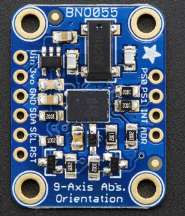 BNO055
Vin 3vo GND SDA SCL RST
PS0 PS1 INT ADR
9-Axis Abs.
Orientation